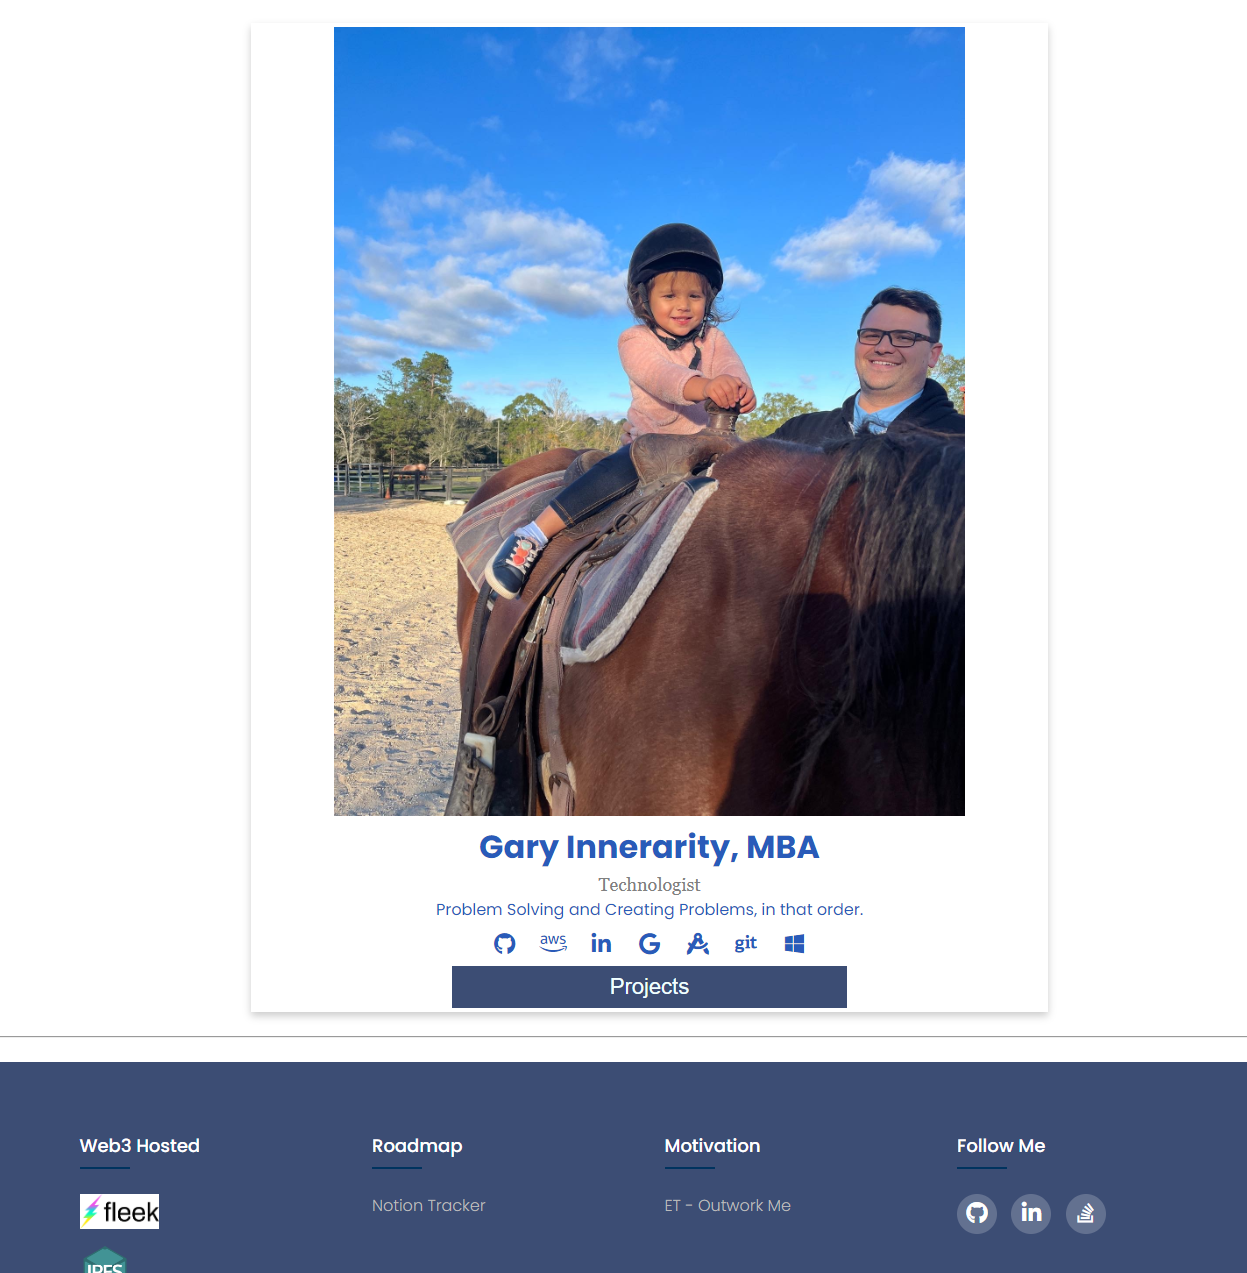 Gary Innerarity, MBA
Technologist
Problem Solving and Creating Problems, in that order.
aws in G git
Projects
Web3 Hosted
fleek
IPFS
Roadmap
Notion Tracker
Motivation
ET - Outwork Me
Follow Me
in